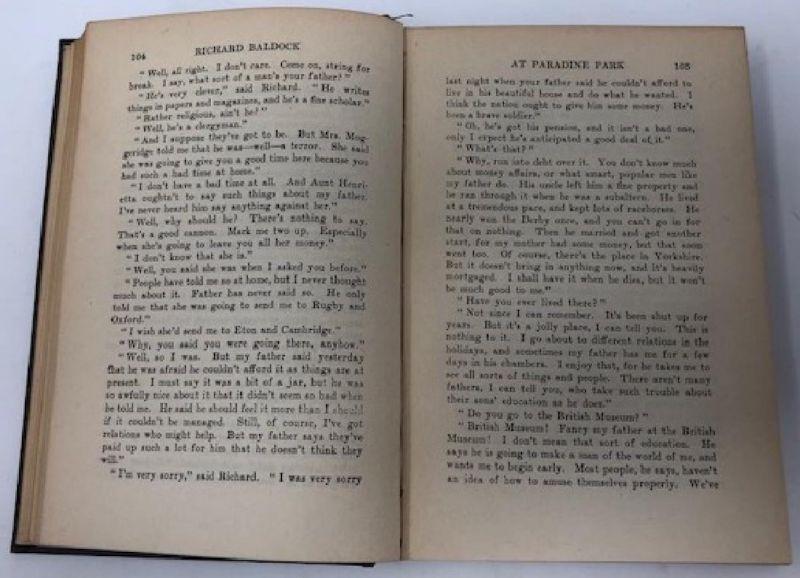 104 RICHARD BALDOCK
"Well, all right. I don't care. Come on, string for
break. I say, what sort of a man's your father?"
"He's very clever," said Richard. "He writes
things in papers and magazines, and he's a fine scholar."
"Rather religious, ain't he?"
"Well, he's a clergyman."
"And I suppose they've got to be. But Mrs. Mog-
geridge told me that he was—well—a terror. She said
she was going to give you a good time here because you
had such a bad time at home."
"I don't have a bad time at all. And Aunt Henri-
etta oughtn't to say such things about my father.
I've never heard him say anything against her."
"Well, why should he? There's nothing to say.
That's a good cannon. Mark me two up. Especially
when she's going to leave you all her money."
"I don't know that she is."
"Well, you said she was when I asked you before."
"People have told me so at home, but I never thought
much about it. Father has never said so. He only
told me that she was going to send me to Rugby and
Oxford."
"I wish she'd send me to Eton and Cambridge."
"Why, you said you were going there, anyhow."
"Well, so I was. But my father said yesterday
that he was afraid he couldn't afford it as things are at
present. I must say it was a bit of a jar, but he was
so awfully nice about it that it didn't seem so bad when
he told me. He said he should feel it more than I should
if it couldn't be managed. Still, of course, I've got
relations who might help. But my father says they've
paid up such a lot for him that he doesn't think they
will."
"I'm very sorry," said Richard. "I was very sorry
AT PARADINE PARK 105
last night when your father said he couldn't afford to
live in his beautiful house and do what he wanted. I
think the nation ought to give him some money. He's
been a brave soldier."
"Oh, he's got his pension, and it isn't a bad one,
only I expect he's anticipated a good deal of it."
"What's that?"
"Why, run into debt over it. You don't know much
about money affairs, or what smart, popular men like
my father do. His uncle left him a fine property and
he ran through it when he was a subaltern. He lived
at a tremendous pace, and kept lots of racehorses. He
nearly won the Derby once, and you can't go in for
that on nothing. Then he married and got another
start, for my mother had some money, but that soon
went too. Of course, there's the place in Yorkshire.
But it doesn't bring in anything now, and it's heavily
mortgaged. I shall have it when he dies, but it won't
be much good to me."
"Have you ever lived there?"
"Not since I can remember. It's been shut up for
years. But it's a jolly place, I can tell you. This is
nothing to it. I go about to different relations in the
holidays, and sometimes my father has me for a few
days in his chambers. I enjoy that, for he takes me to
see all sorts of things and people. There aren't many
fathers, I can tell you, who take such trouble about
their sons' education as he does."
"Do you go to the British Museum?"
"British Museum! Fancy my father at the British
Museum! I don't mean that sort of education. He
says he is going to make a man of the world of me, and
wants me to begin early. Most people, he says, haven't
an idea of how to amuse themselves properly. We've